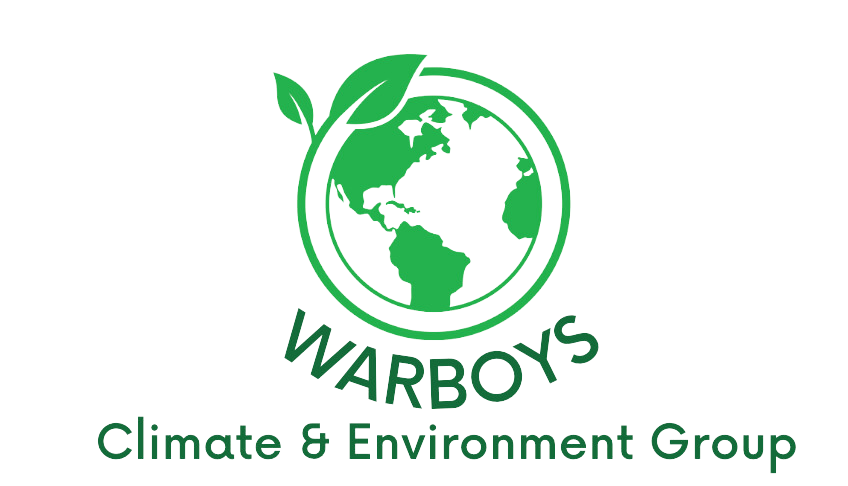 WARBOYS
Climate & Environment Group